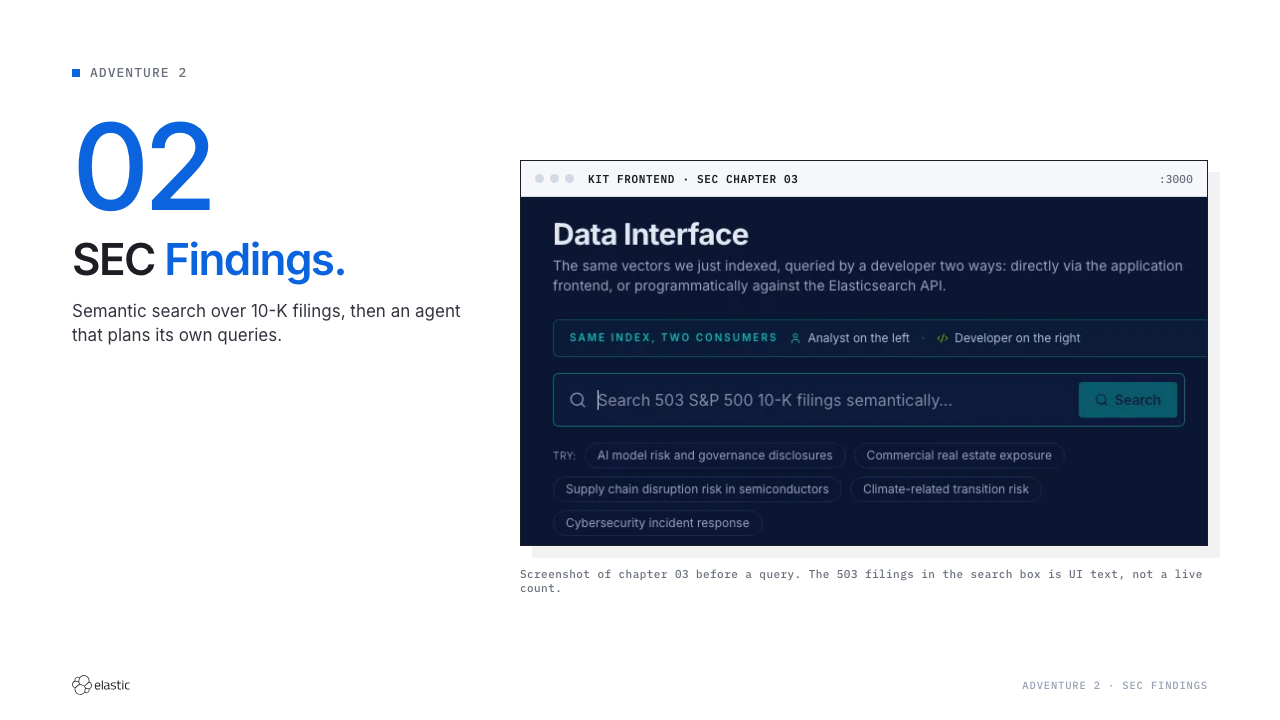 ADVENTURE 2
02
SEC Findings.
Semantic search over 10-K filings, then an agent
that plans its own queries.
KIT FRONTEND · SEC CHAPTER 03
:3000
Data Interface
The same vectors we just indexed, queried by a developer two ways: directly via the application
frontend, or programmatically against the Elasticsearch API.
SAME INDEX, TWO CONSUMERS Analyst on the left · Developer on the right
Search 503 S&P 500 10-K filings semantically...
Search
TRY: AI model risk and governance disclosures Commercial real estate exposure
Supply chain disruption risk in semiconductors Climate-related transition risk
Cybersecurity incident response
Screenshot of chapter 03 before a query. The 503 filings in the search box is UI text, not a live
count.
elastic
ADVENTURE 2 · SEC FINDINGS